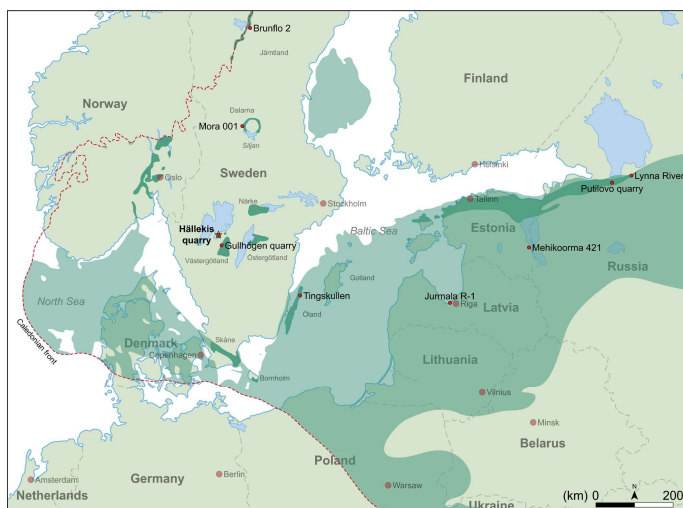 Brunflo 2
Jämtland
Finland
Norway
Dalarna
Mora 001
Siljan
Helsinki
Lynna River
Sweden
Oslo
Putilovo quarry
Tallinn
Närke
Stockholm
Estonia
Hällekis
quarry
Baltic Sea
Gullhögen quarry
Mehikoorma 421
Västergötland
Östergötland
Russia
Gotland
North Sea
Tingskullen
Jurmala R-1
Riga
Latvia
Öland
Caledonian front
Skåne
Denmark
Copenhagen
Lithuania
Bornholm
Vilnius
Minsk
Belarus
Poland
Germany
Berlin
Amsterdam
Netherlands
Warsaw
Ukraine
N
(km) 0 200